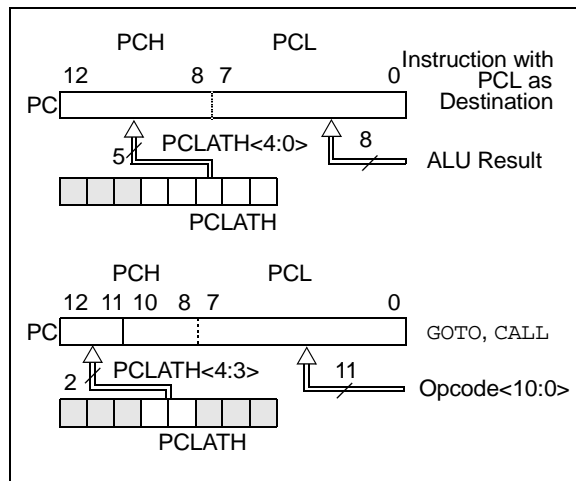 PCH PCL
12 8 7 0
Instruction with
PCL as
Destination
PC
5 PCLATH<4:0> 8
ALU Result
PCLATH
PCH PCL
12 11 10 8 7 0
PC
GOTO, CALL
2 PCLATH<4:3> 11
Opcode<10:0>
PCLATH